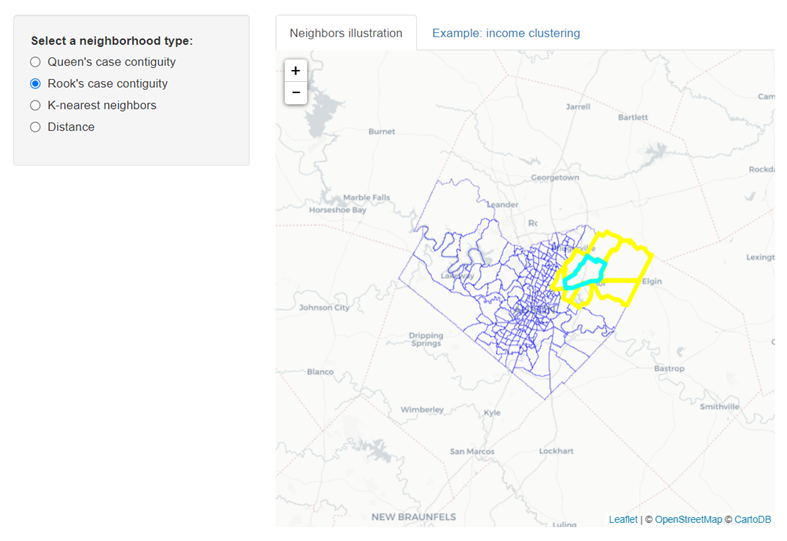 Select a neighborhood type:
Queen's case contiguity
Rook's case contiguity
K-nearest neighbors
Distance
Neighbors illustration
Example: income clustering
+
−
Jarrell
Burnet
Bartlett
Georgetown
Marble Falls
Leander
Horseshoe Bay
Elgin
Johnson City
Dripping
Springs
Bastrop
Blanco
Smithville
Wimberley
Kyle
San Marcos
Lockhart
NEW BRAUNFELS
Luling
Leaflet | © OpenStreetMap © CartoDB